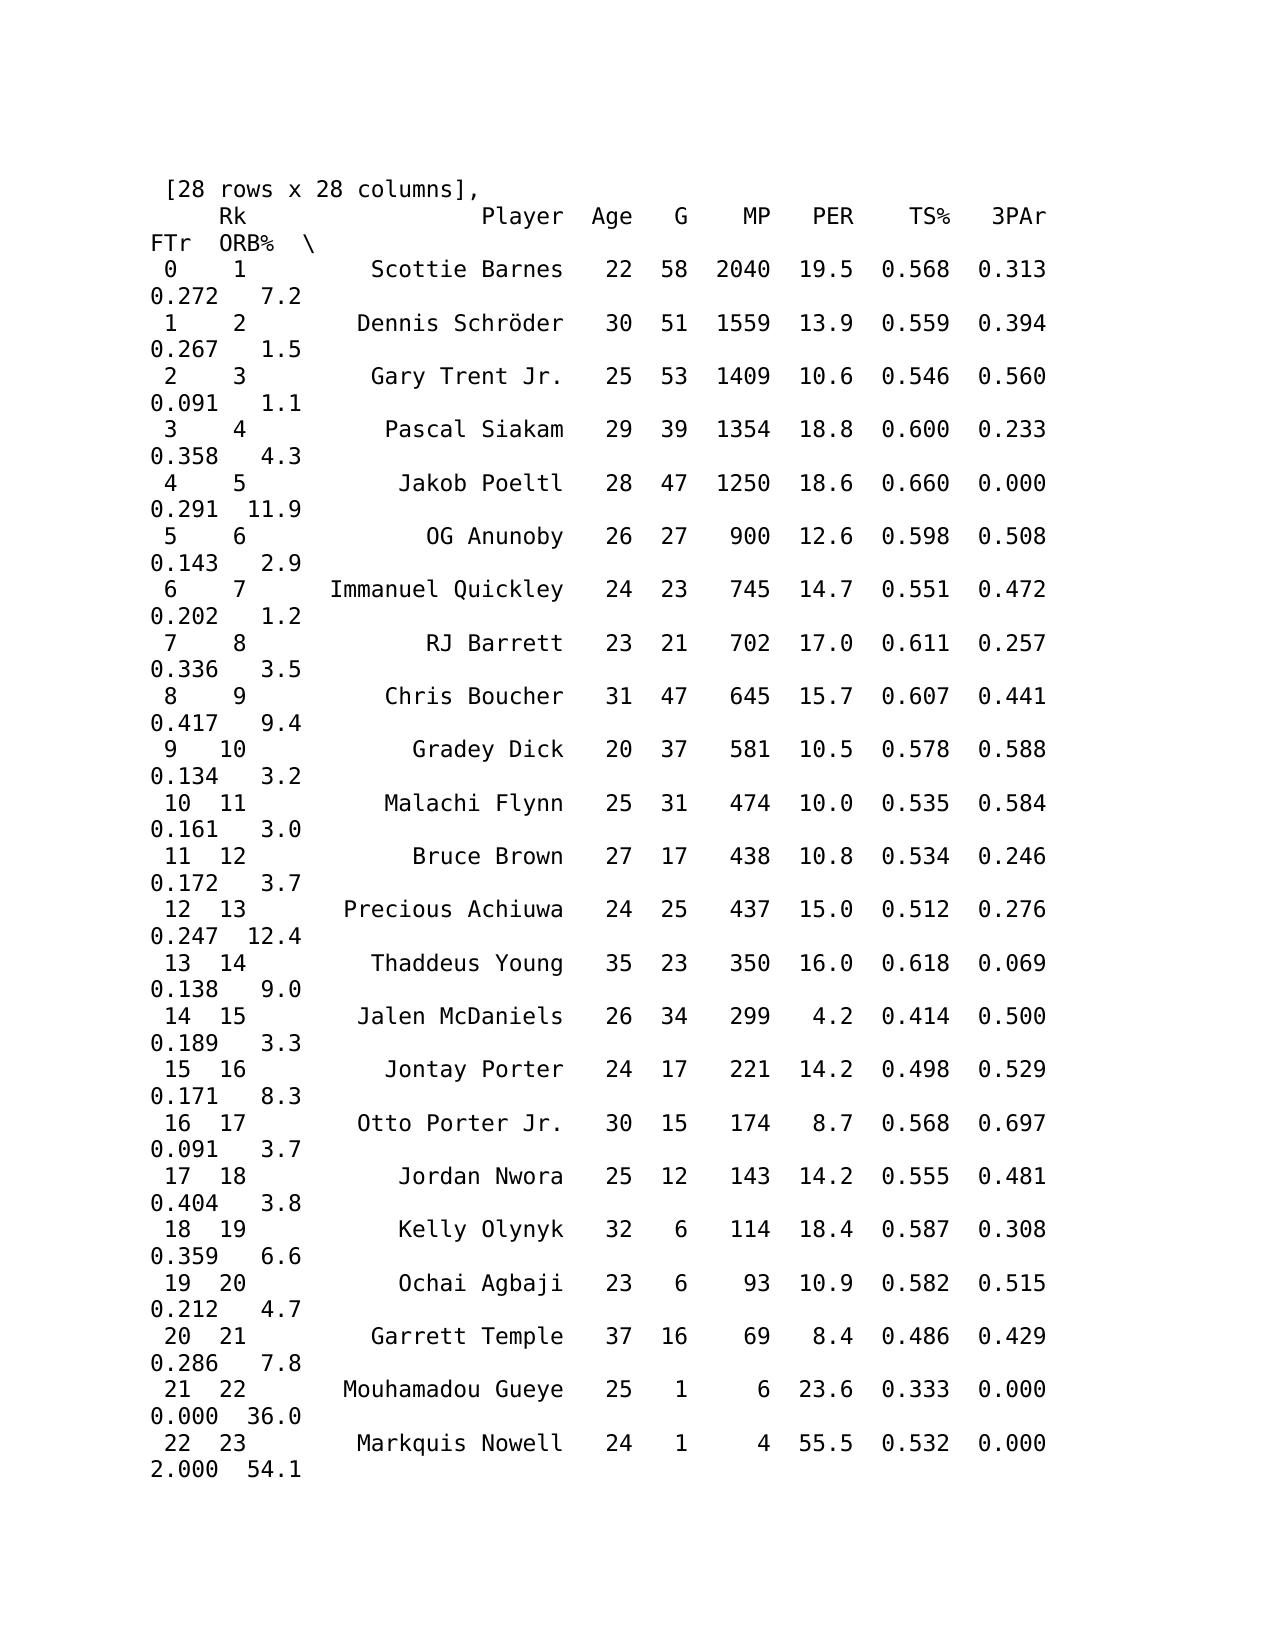 [28 rows x 28 columns],
Rk Player Age G MP PER TS% 3PAr
FTr ORB% \
0 1 Scottie Barnes 22 58 2040 19.5 0.568 0.313
0.272 7.2
1 2 Dennis Schröder 30 51 1559 13.9 0.559 0.394
0.267 1.5
2 3 Gary Trent Jr. 25 53 1409 10.6 0.546 0.560
0.091 1.1
3 4 Pascal Siakam 29 39 1354 18.8 0.600 0.233
0.358 4.3
4 5 Jakob Poeltl 28 47 1250 18.6 0.660 0.000
0.291 11.9
5 6 OG Anunoby 26 27 900 12.6 0.598 0.508
0.143 2.9
6 7 Immanuel Quickley 24 23 745 14.7 0.551 0.472
0.202 1.2
7 8 RJ Barrett 23 21 702 17.0 0.611 0.257
0.336 3.5
8 9 Chris Boucher 31 47 645 15.7 0.607 0.441
0.417 9.4
9 10 Gradey Dick 20 37 581 10.5 0.578 0.588
0.134 3.2
10 11 Malachi Flynn 25 31 474 10.0 0.535 0.584
0.161 3.0
11 12 Bruce Brown 27 17 438 10.8 0.534 0.246
0.172 3.7
12 13 Precious Achiuwa 24 25 437 15.0 0.512 0.276
0.247 12.4
13 14 Thaddeus Young 35 23 350 16.0 0.618 0.069
0.138 9.0
14 15 Jalen McDaniels 26 34 299 4.2 0.414 0.500
0.189 3.3
15 16 Jontay Porter 24 17 221 14.2 0.498 0.529
0.171 8.3
16 17 Otto Porter Jr. 30 15 174 8.7 0.568 0.697
0.091 3.7
17 18 Jordan Nwora 25 12 143 14.2 0.555 0.481
0.404 3.8
18 19 Kelly Olynyk 32 6 114 18.4 0.587 0.308
0.359 6.6
19 20 Ochai Agbaji 23 6 93 10.9 0.582 0.515
0.212 4.7
20 21 Garrett Temple 37 16 69 8.4 0.486 0.429
0.286 7.8
21 22 Mouhamadou Gueye 25 1 6 23.6 0.333 0.000
0.000 36.0
22 23 Markquis Nowell 24 1 4 55.5 0.532 0.000
2.000 54.1